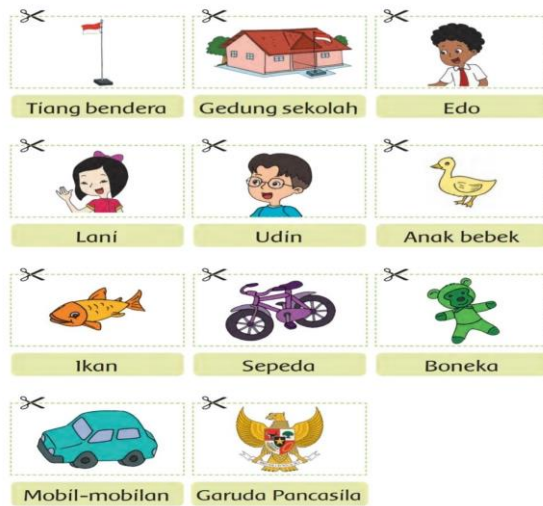 Tiang bendera
Gedung sekolah
Edo
Lani
Udin
Anak bebek
Ikan
Sepeda
Boneka
Mobil-mobilan
Garuda Pancasila